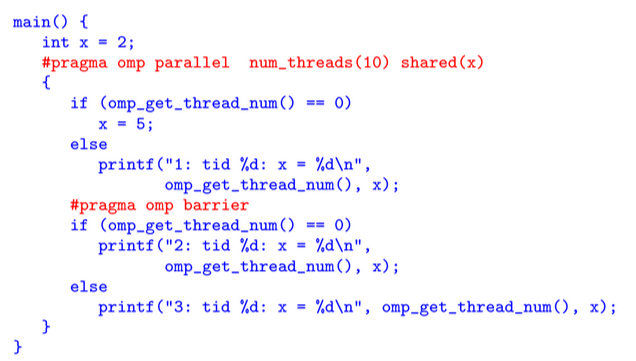 main() {
int x = 2;
#pragma omp parallel num_threads(10) shared(x)
{
if (omp_get_thread_num() == 0)
x = 5;
else
printf("1: tid %d: x = %d\n",
omp_get_thread_num(), x);
#pragma omp barrier
if (omp_get_thread_num() == 0)
printf("2: tid %d: x = %d\n",
omp_get_thread_num(), x);
else
printf("3: tid %d: x = %d\n", omp_get_thread_num(), x);
}
}